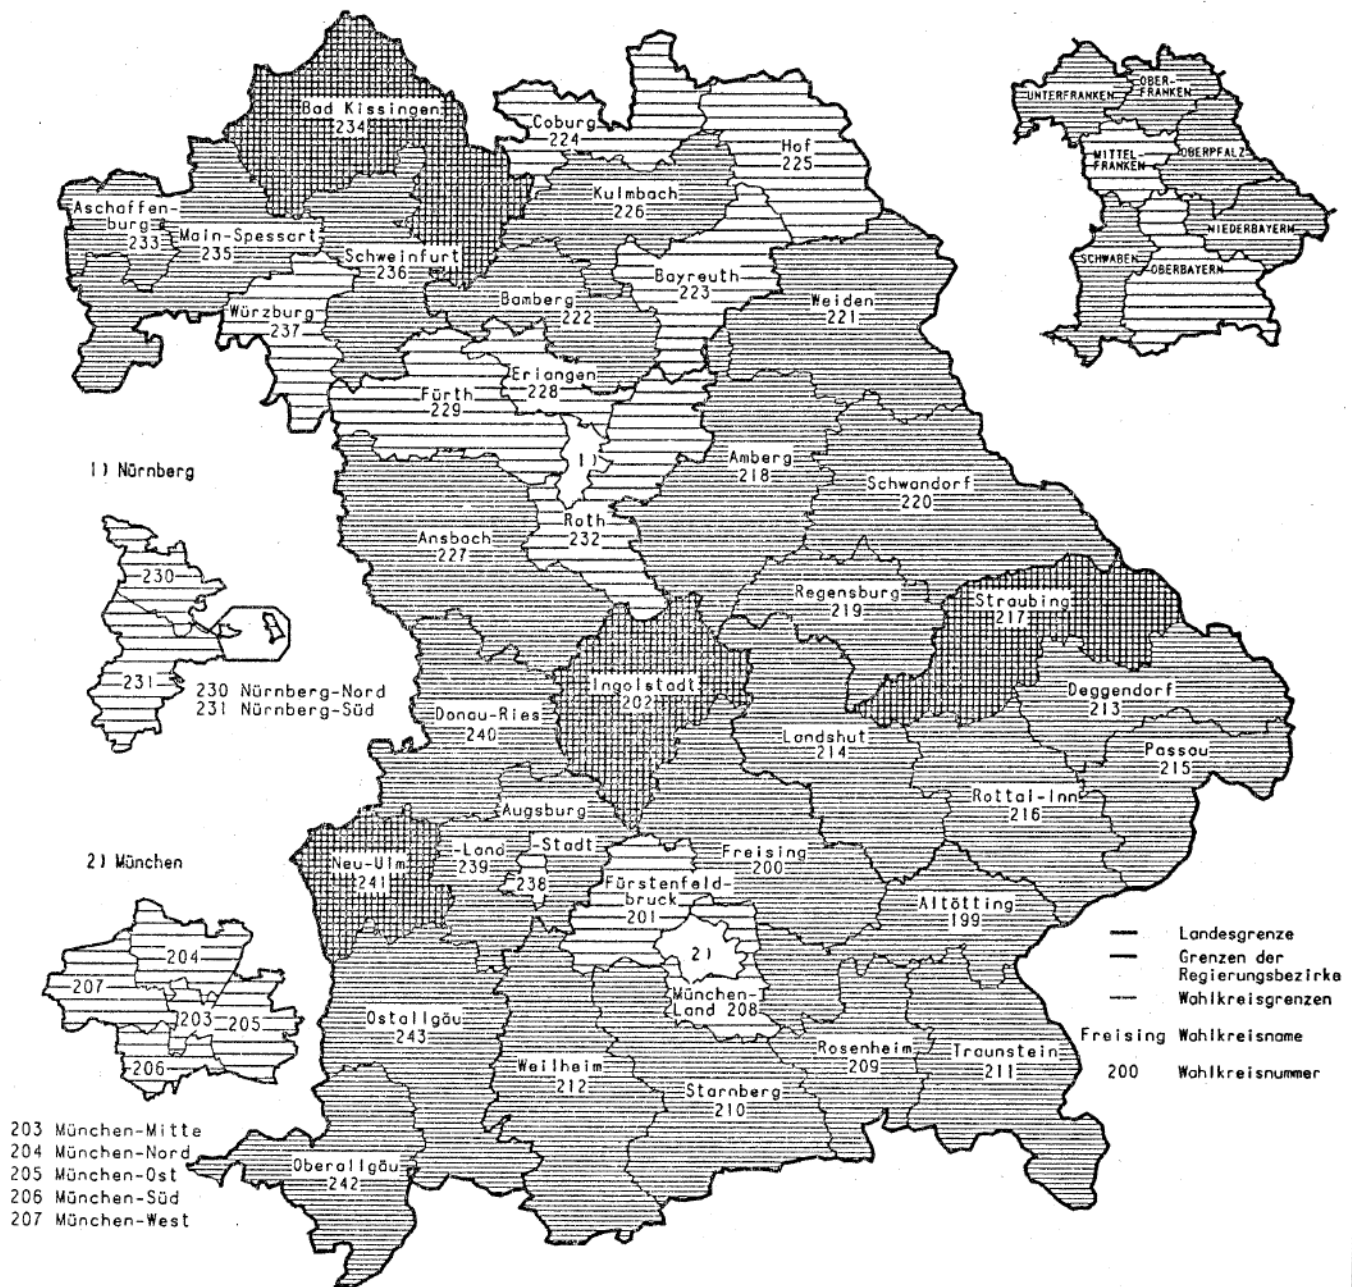 Bad Kissingen
234
Coburg
224
Hof
225
UNTERFRANKEN
OBER-
FRANKEN
MITTEL-
FRANKEN
OBERPFALZ
NIEDERBAYERN
SCHWABEN
OBERBAYERN
Aschaffen-
burg
233
Main-Spessart
235
Schweinfurt
236
Kulmbach
226
Würzburg
237
Bamberg
222
Bayreuth
223
Weiden
221
Erlangen
228
Fürth
229
1) Nürnberg
1)
Amberg
218
Schwandorf
220
Ansbach
227
Roth
232
Regensburg
219
Straubing
217
230
231
230 Nürnberg-Nord
231 Nürnberg-Süd
Ingolstadt
202
Donau-Ries
240
Landshut
214
Deggendorf
213
Passau
215
Rottal-Inn
216
Augsburg
-Land
239
-Stadt
238
2) München
Neu-Ulm
241
Freising
200
Fürstenfeld-
bruck
201
Altötting
199
2)
204
207
203
205
206
München-
Land 208
Ostallgäu
243
Weilheim
212
Starnberg
210
Rosenheim
209
Traunstein
211
Oberallgäu
242
Landesgrenze
Grenzen der
Regierungsbezirke
Wahlkreisgrenzen
Freising Wahlkreisname
200 Wahlkreisnummer
203 München-Mitte
204 München-Nord
205 München-Ost
206 München-Süd
207 München-West